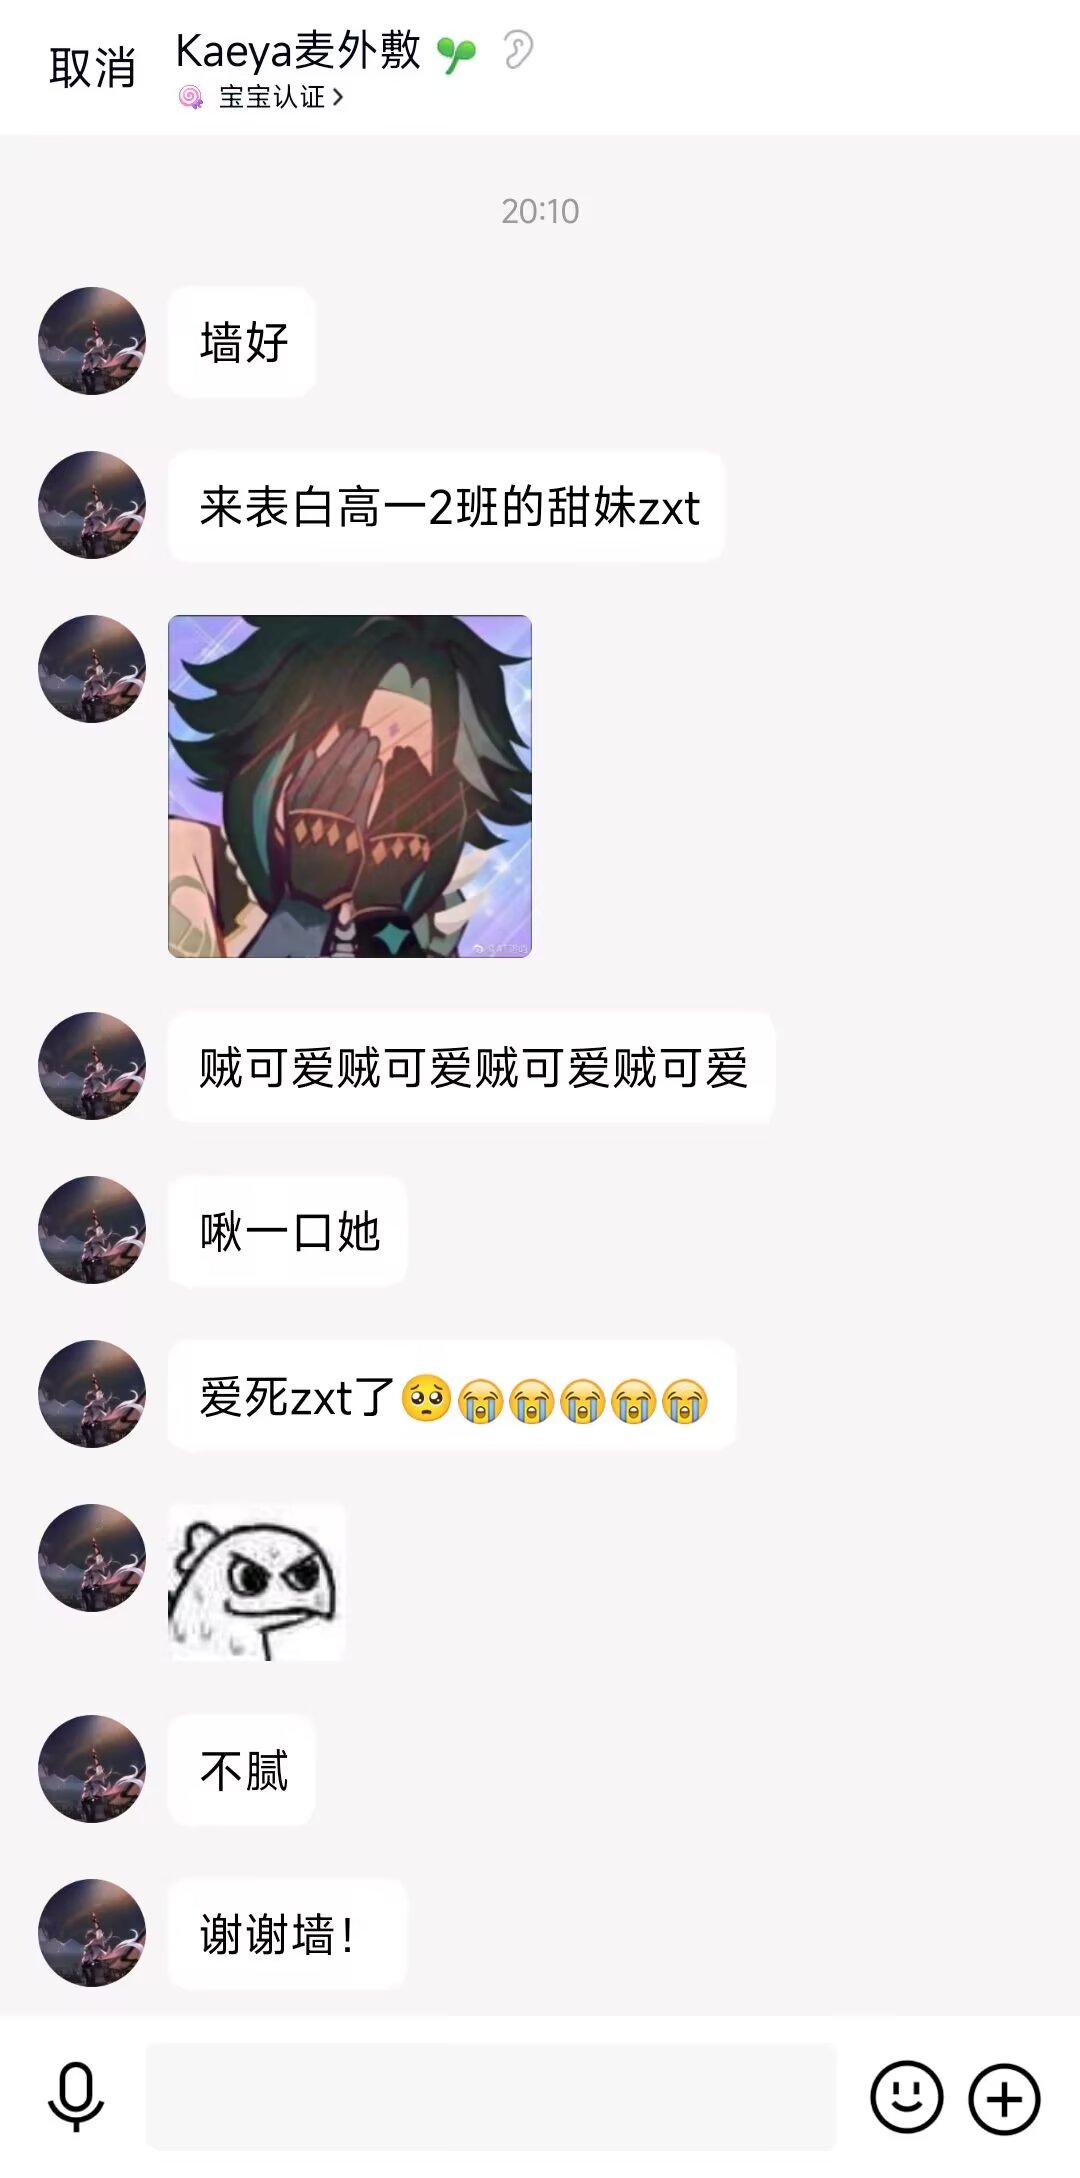 取消
Kaeya麦外敷🌱
宝宝认证
20:10
墙好
来表白高一2班的甜妹zxt
贼可爱贼可爱贼可爱贼可爱
啾一口她
爱死zxt了🥺😭😭😭😭😭
不腻
谢谢墙！